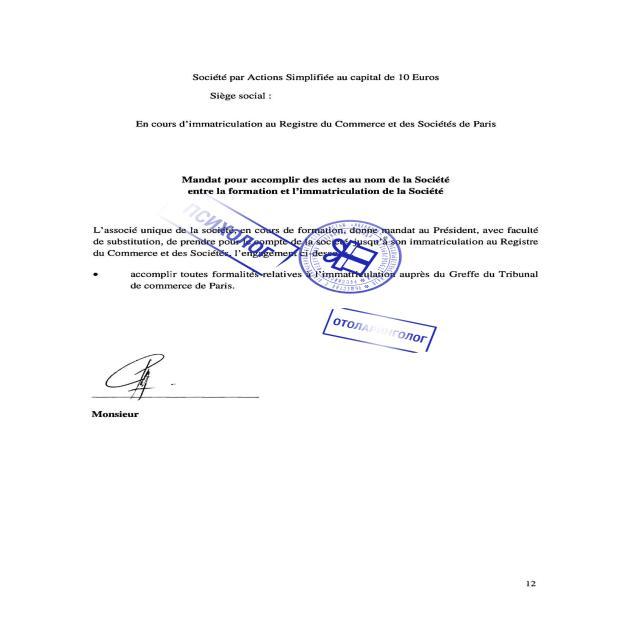 Société par Actions Simplifiée au capital de 10 Euros
Siège social :
En cours d'immatriculation au Registre du Commerce et des Sociétés de Paris
Mandat pour accomplir des actes au nom de la Société
entre la formation et l'immatriculation de la Société
L'associé unique de la société en cours de formation, donne mandat au Président, avec faculté
de substitution, de prendre pour le compte de la société jusqu'à son immatriculation au Registre
du Commerce et des Sociétés, l'engagement ci-dessous
ПСИХОЛОГ
• accomplir toutes formalités relatives à l'immatriculation auprès du Greffe du Tribunal
de commerce de Paris.
ОТОЛАРИНГОЛОГ
Monsieur
12